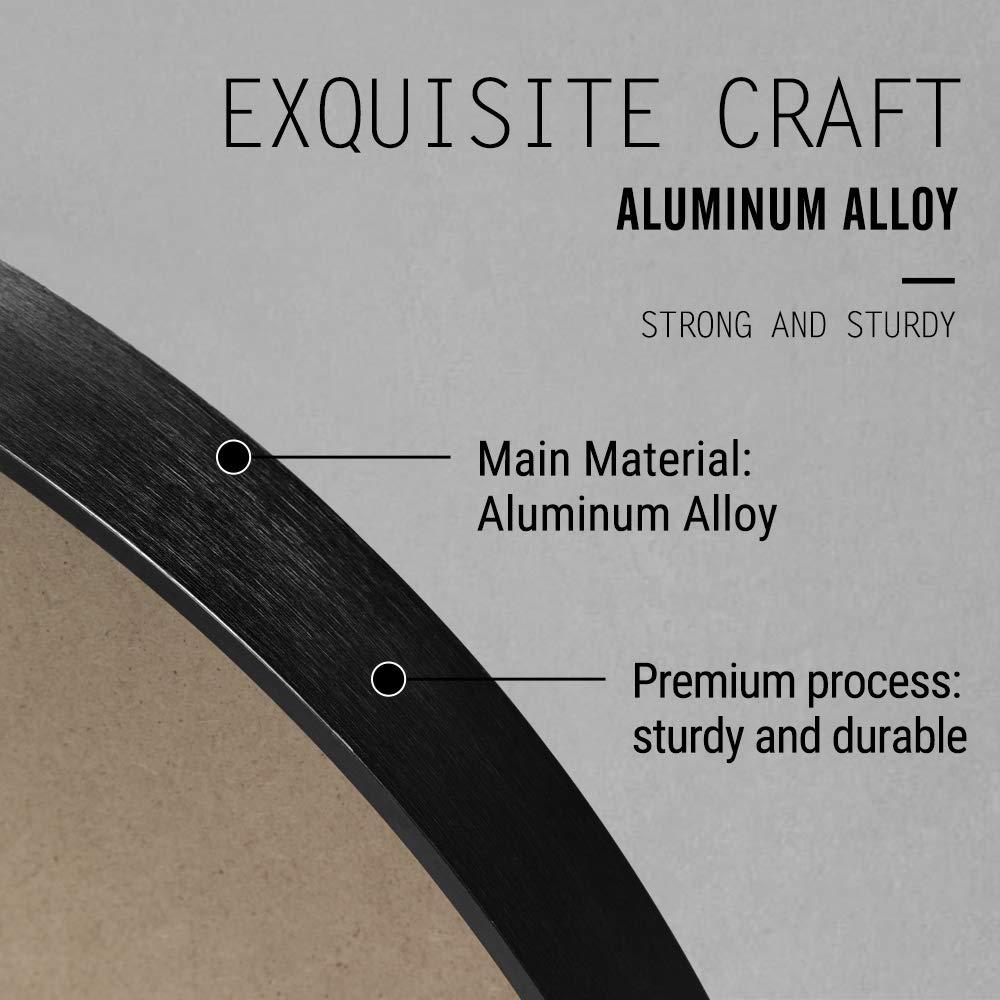 EXQUISITE CRAFT
ALUMINUM ALLOY
STRONG AND STURDY
Main Material:
Aluminum Alloy
Premium process:
sturdy and durable